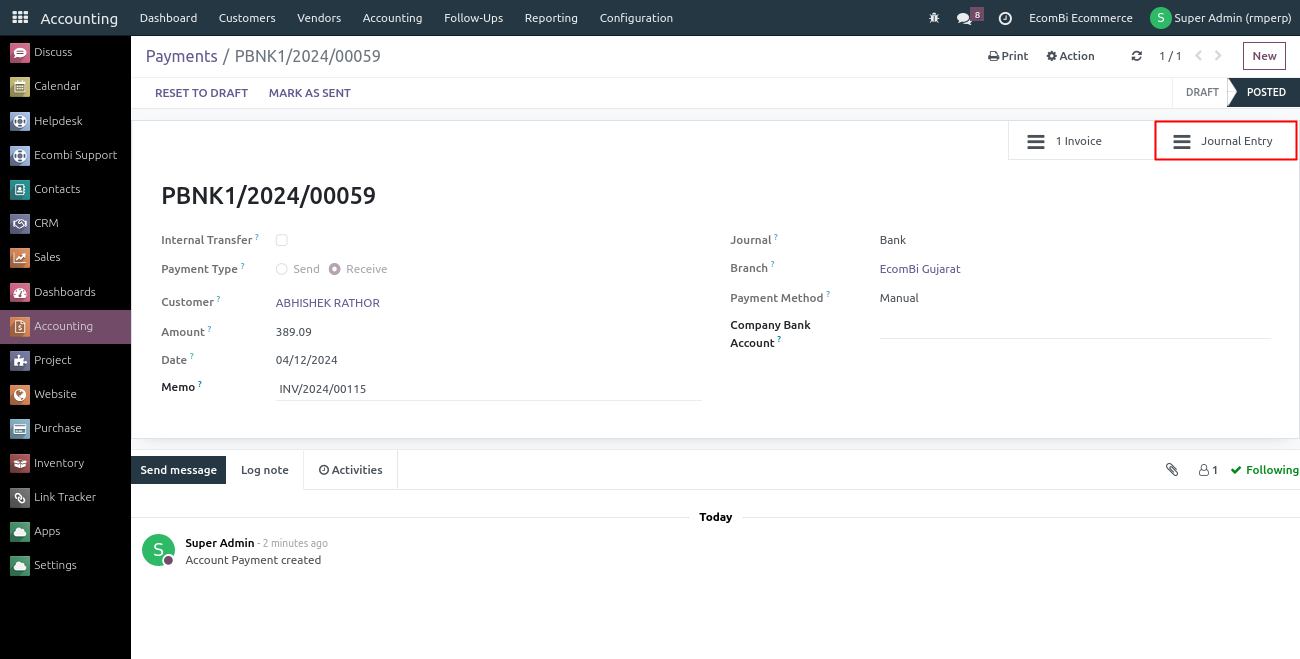 Accounting Dashboard Customers Vendors Accounting Follow-Ups Reporting Configuration 8 EcomBi Ecommerce S Super Admin (rmperp)
Discuss
Calendar
Helpdesk
Ecombi Support
Contacts
CRM
Sales
Dashboards
Accounting
Project
Website
Purchase
Inventory
Link Tracker
Apps
Settings
Payments / PBNK1/2024/00059 Print Action 1 / 1 New
RESET TO DRAFT MARK AS SENT DRAFT POSTED
1 Invoice Journal Entry
PBNK1/2024/00059
Internal Transfer ?
Payment Type ? Send Receive
Customer ? ABHISHEK RATHOR
Amount ? 389.09
Date ? 04/12/2024
Memo ? INV/2024/00115
Journal ? Bank
Branch ? EcomBi Gujarat
Payment Method ? Manual
Company Bank
Account ?
Send message Log note Activities 1 Following
Today
S Super Admin - 2 minutes ago
Account Payment created